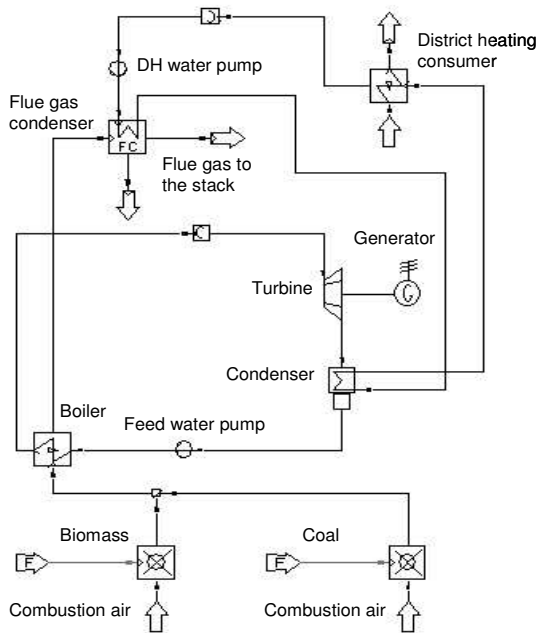 District heating
consumer
DH water pump
Flue gas
condenser
FC
Flue gas to
the stack
Generator
G
Turbine
Condenser
Boiler
Feed water pump
Biomass
Coal
F
F
Combustion air
Combustion air